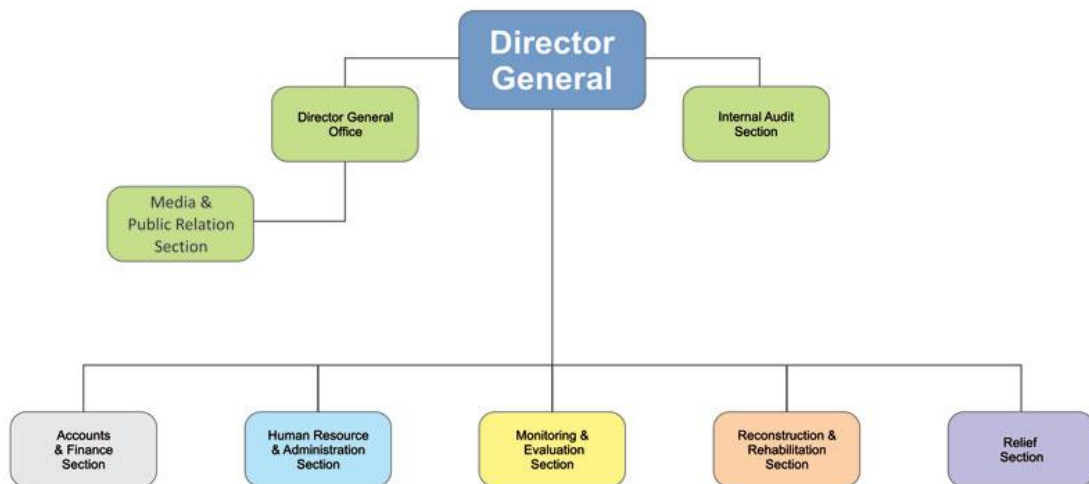 Director
General
Director General
Office
Internal Audit
Section
Media &
Public Relation
Section
Accounts
& Finance
Section
Human Resource
& Administration
Section
Monitoring &
Evaluation
Section
Reconstruction &
Rehabilitation
Section
Relief
Section